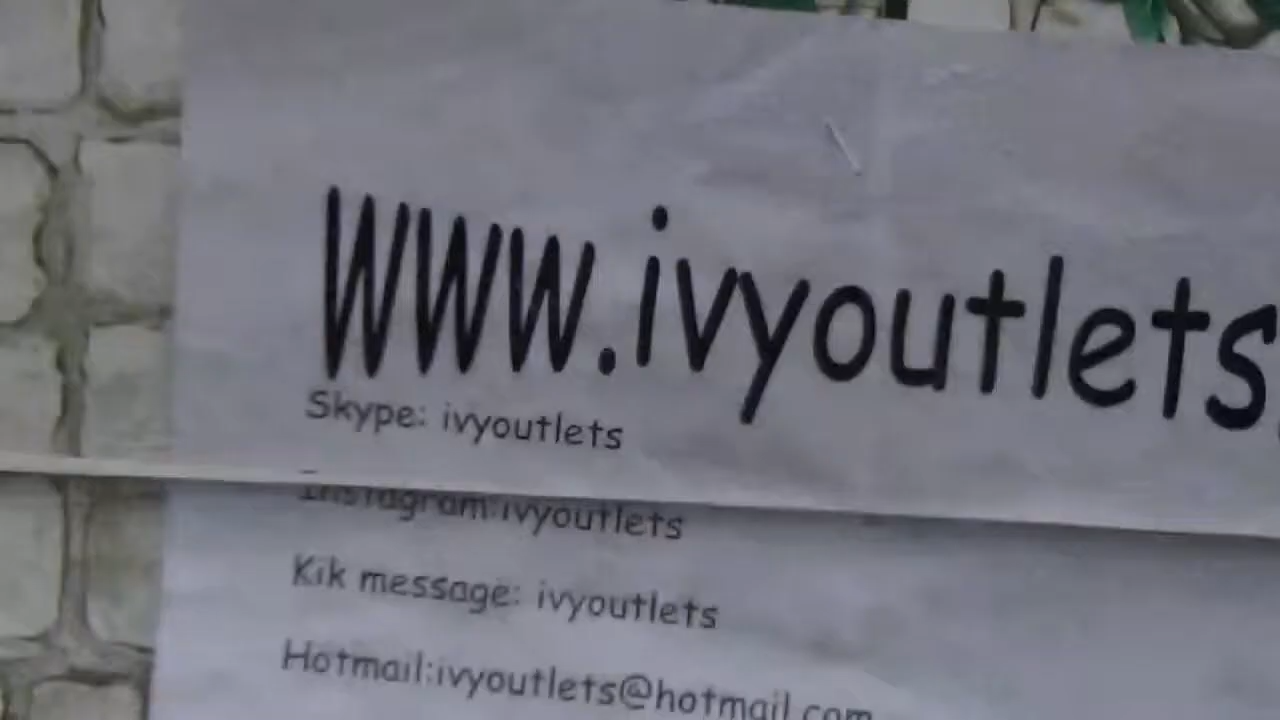 www.ivyoutlets.
Skype: ivyoutlets
Instagram:ivyoutlets
Kik message: ivyoutlets
Hotmail:ivyoutlets@hotmail.com